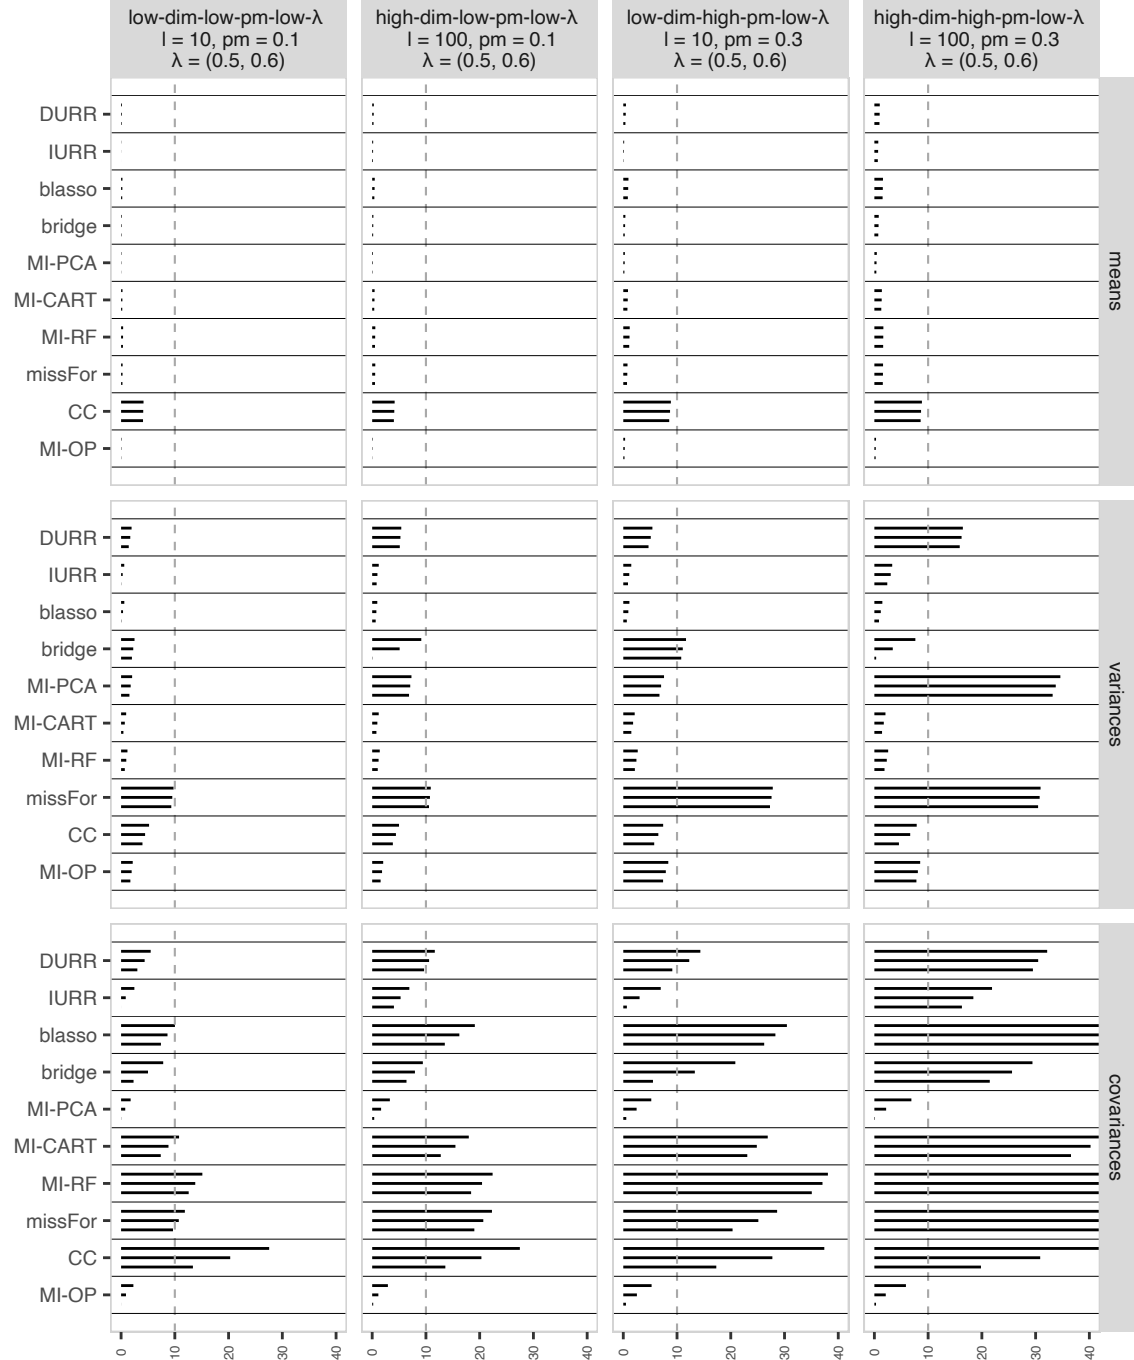 low-dim-low-pm-low-λ
l = 10, pm = 0.1
λ = (0.5, 0.6)
high-dim-low-pm-low-λ
l = 100, pm = 0.1
λ = (0.5, 0.6)
low-dim-high-pm-low-λ
l = 10, pm = 0.3
λ = (0.5, 0.6)
high-dim-high-pm-low-λ
l = 100, pm = 0.3
λ = (0.5, 0.6)
DURR
IURR
blasso
bridge
MI-PCA
MI-CART
MI-RF
missFor
CC
MI-OP
means
DURR
IURR
blasso
bridge
MI-PCA
MI-CART
MI-RF
missFor
CC
MI-OP
variances
DURR
IURR
blasso
bridge
MI-PCA
MI-CART
MI-RF
missFor
CC
MI-OP
covariances
0 10 20 30 40
0 10 20 30 40
0 10 20 30 40
0 10 20 30 40